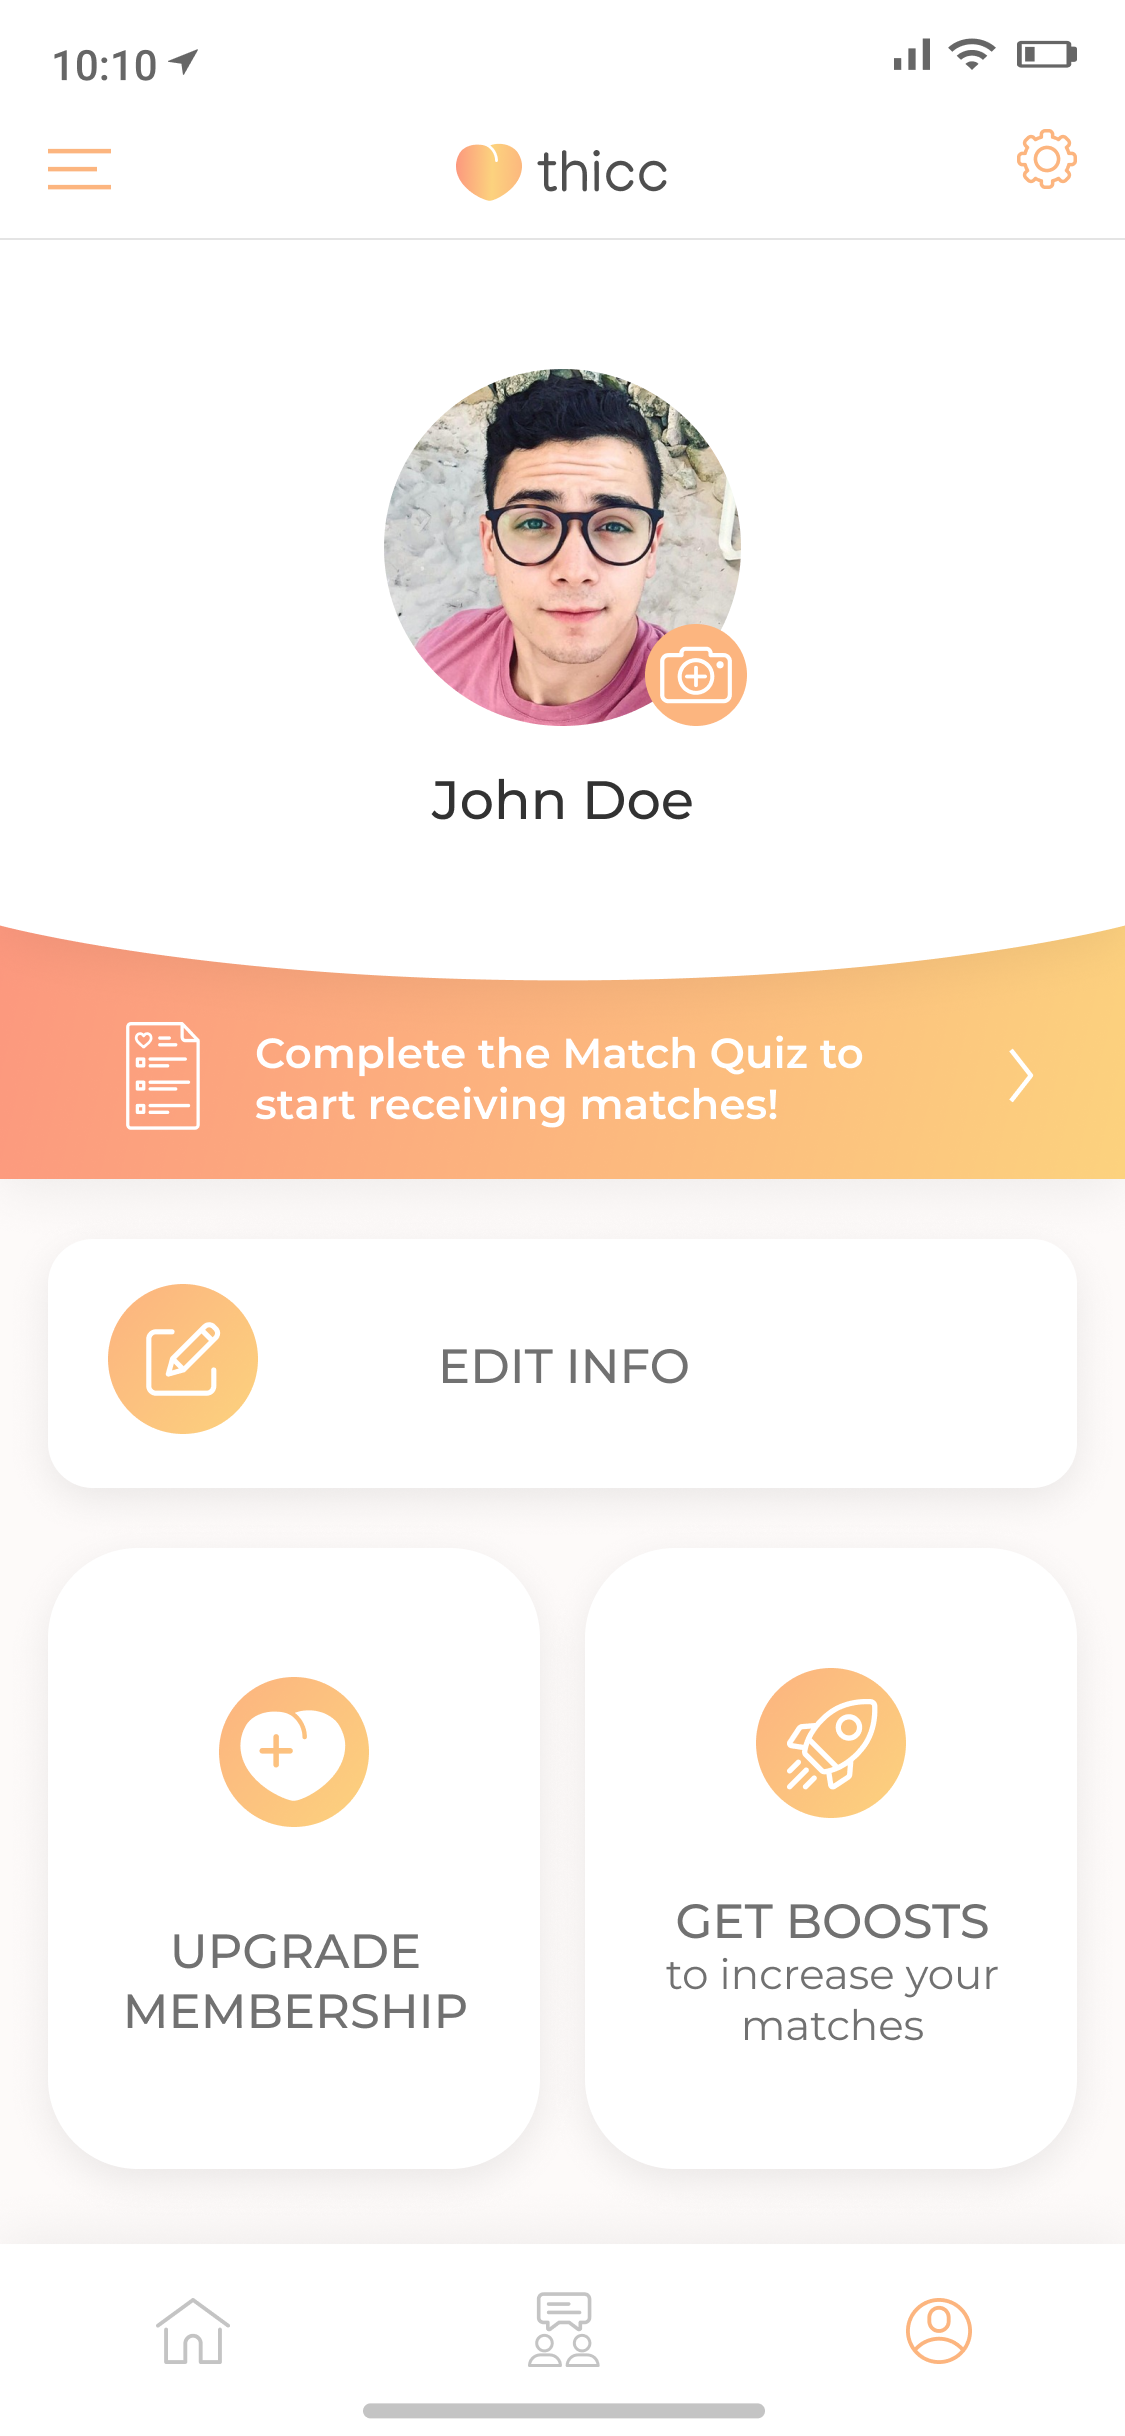 10:10
thicc
John Doe
Complete the Match Quiz to
start receiving matches!
EDIT INFO
UPGRADE
MEMBERSHIP
GET BOOSTS
to increase your
matches